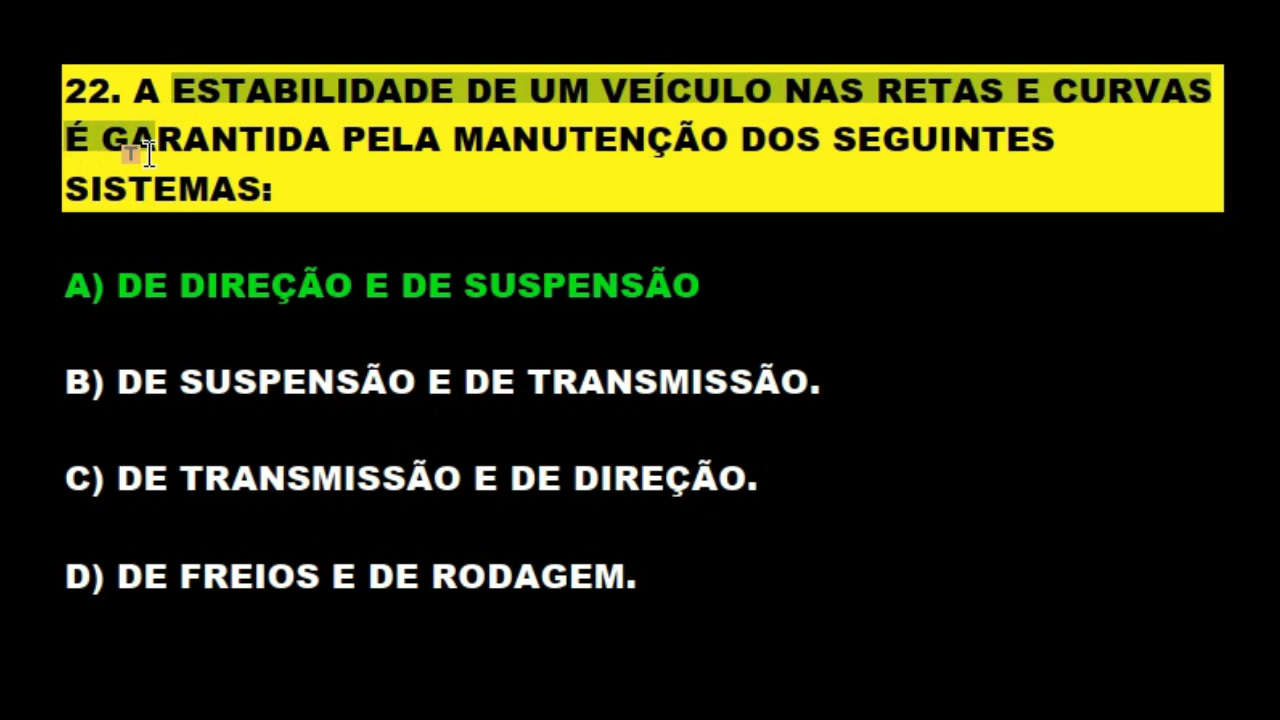 22. A ESTABILIDADE DE UM VEÍCULO NAS RETAS E CURVAS
É GARANTIDA PELA MANUTENÇÃO DOS SEGUINTES
SISTEMAS:
A) DE DIREÇÃO E DE SUSPENSÃO
B) DE SUSPENSÃO E DE TRANSMISSÃO.
C) DE TRANSMISSÃO E DE DIREÇÃO.
D) DE FREIOS E DE RODAGEM.